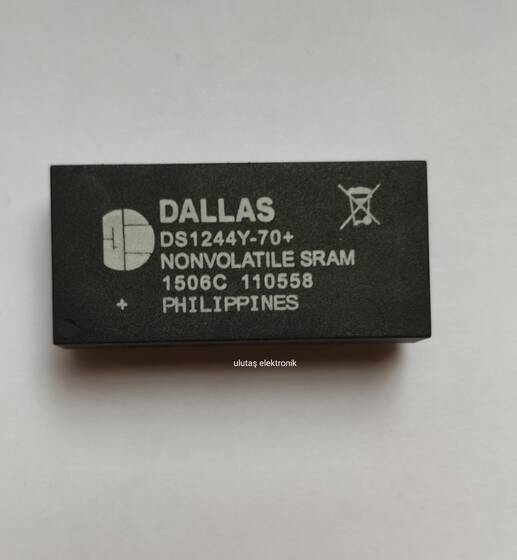 DALLAS
DS1244Y-70+
NONVOLATILE SRAM
1506C 110558
+ PHILIPPINES
ulutaş elektronik